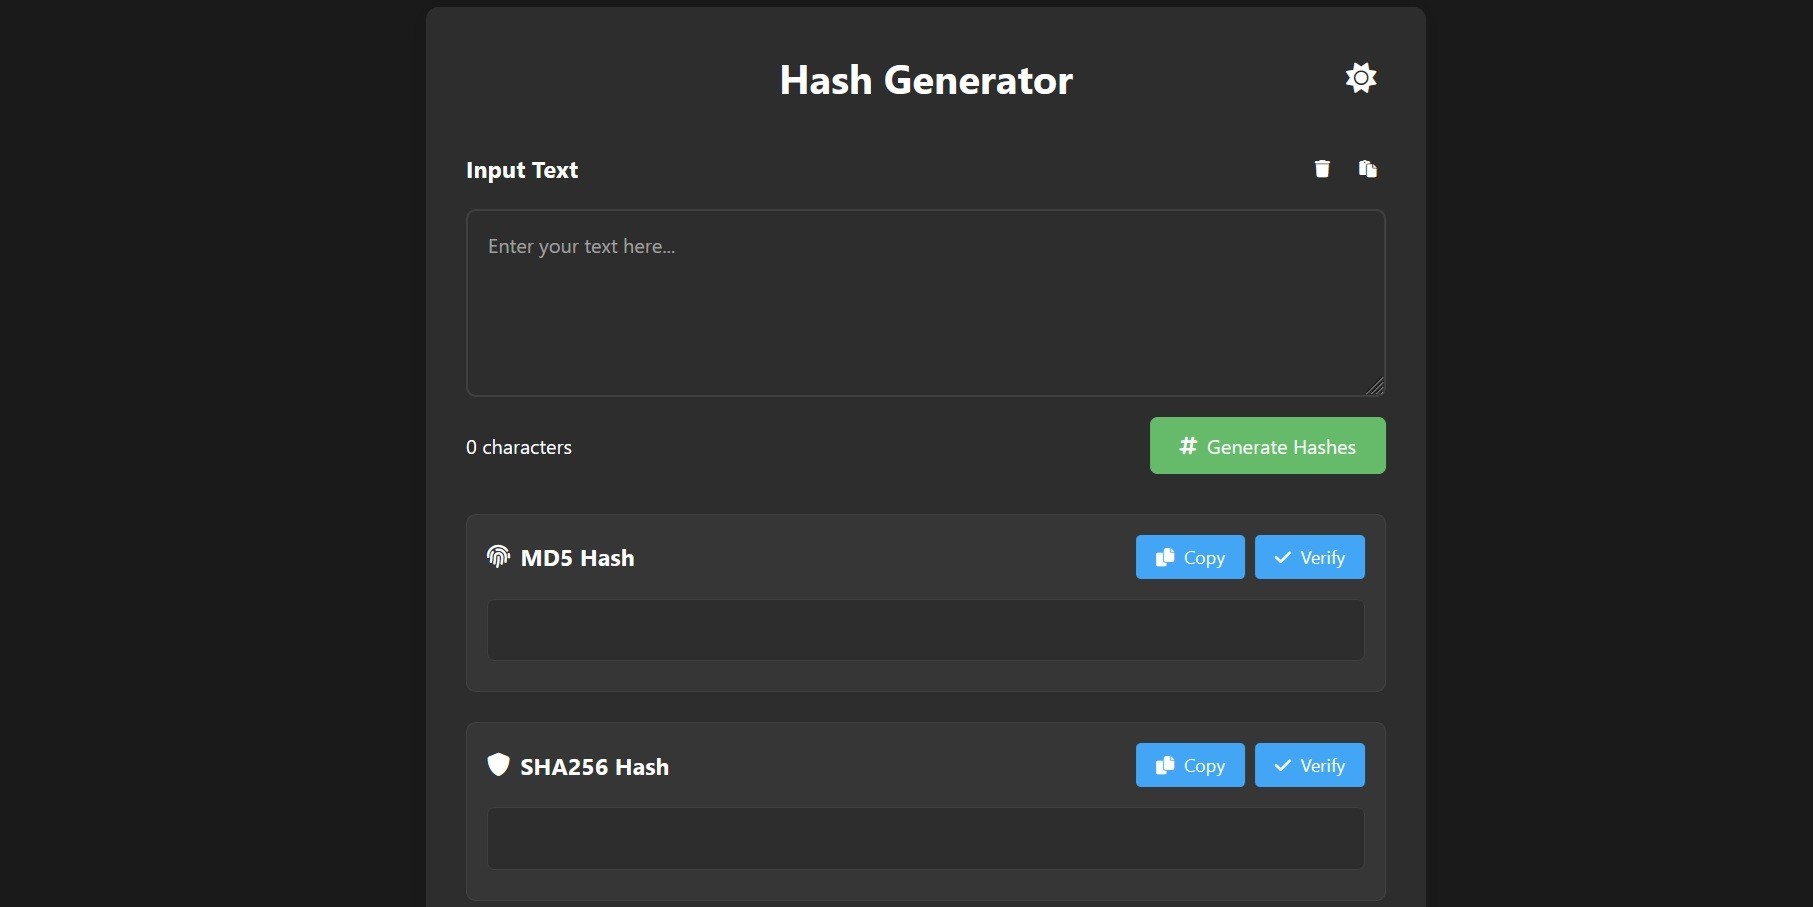 Hash Generator
Input Text
Enter your text here...
0 characters
Generate Hashes
MD5 Hash
Copy
Verify
SHA256 Hash
Copy
Verify